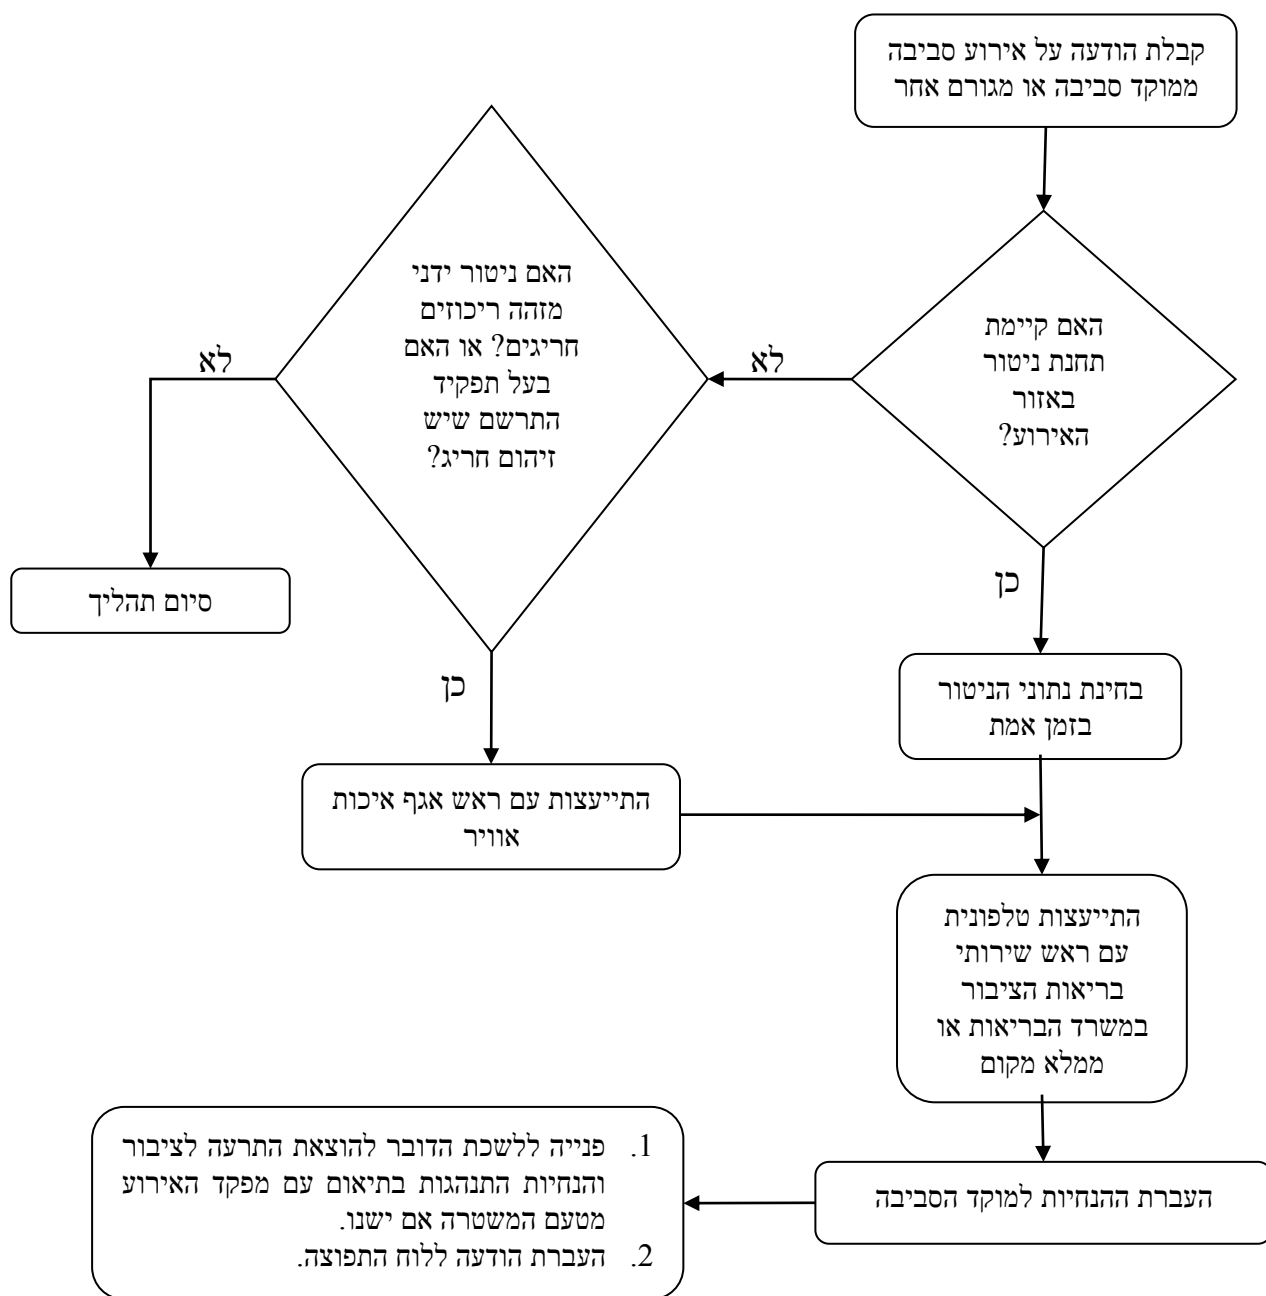 קבלת הודעה על אירוע סביבה
ממוקד סביבה או מגורם אחר
האם קיימת
תחנת ניטור
באזור
האירוע?
לא
האם ניטור ידני
מזהה ריכוזים
חריגים? או האם
בעל תפקיד
התרשם שיש
זיהום חריג?
לא
סיום תהליך
כן
בחינת נתוני הניטור
בזמן אמת
כן
התייעצות עם ראש אגף איכות
אוויר
התייעצות טלפונית
עם ראש שירותי
בריאות הציבור
במשרד הבריאות או
ממלא מקום
העברת ההנחיות למוקד הסביבה
1. פנייה ללשכת הדובר להוצאת התרעה לציבור
והנחיות התנהגות בתיאום עם מפקד האירוע
מטעם המשטרה אם ישנו.
2. העברת הודעה ללוח התפוצה.